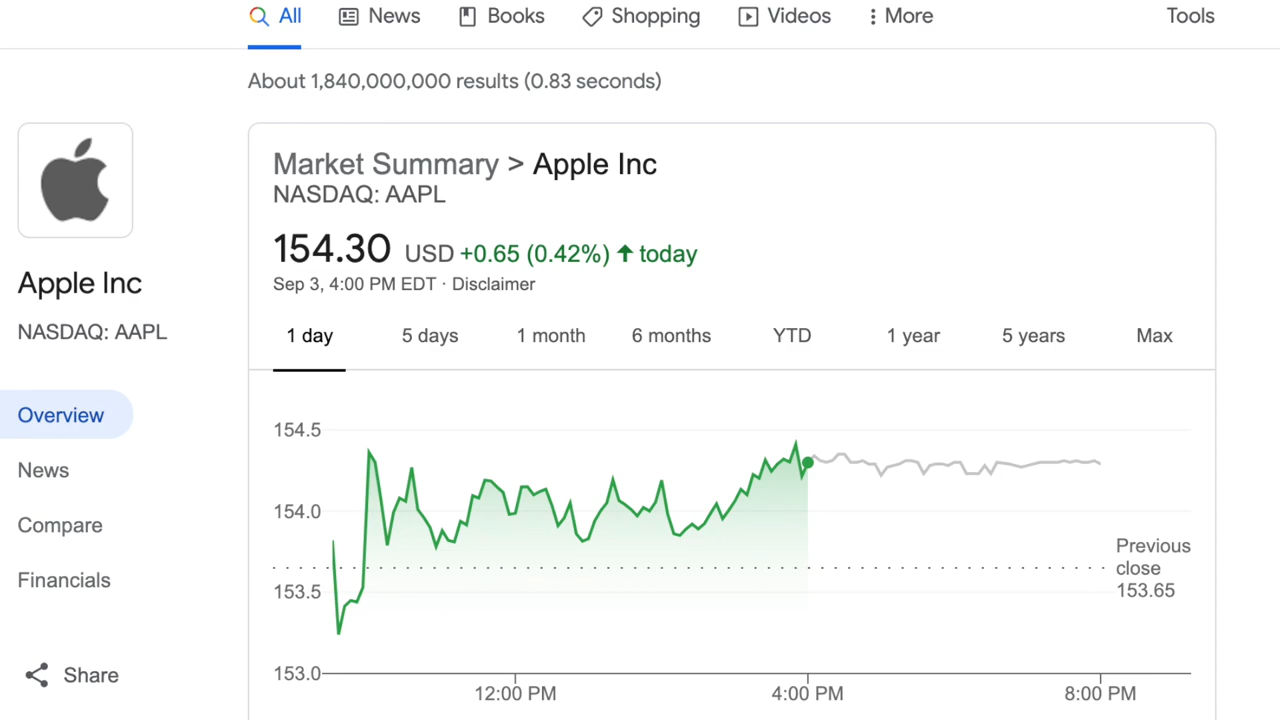 All News Books Shopping Videos More Tools
About 1,840,000,000 results (0.83 seconds)
Apple Inc
NASDAQ: AAPL
Overview
News
Compare
Financials
Share
Market Summary > Apple Inc
NASDAQ: AAPL
154.30 USD +0.65 (0.42%) ↑ today
Sep 3, 4:00 PM EDT · Disclaimer
1 day 5 days 1 month 6 months YTD 1 year 5 years Max
154.5
154.0
153.5
153.0
Previous
close
153.65
12:00 PM 4:00 PM 8:00 PM